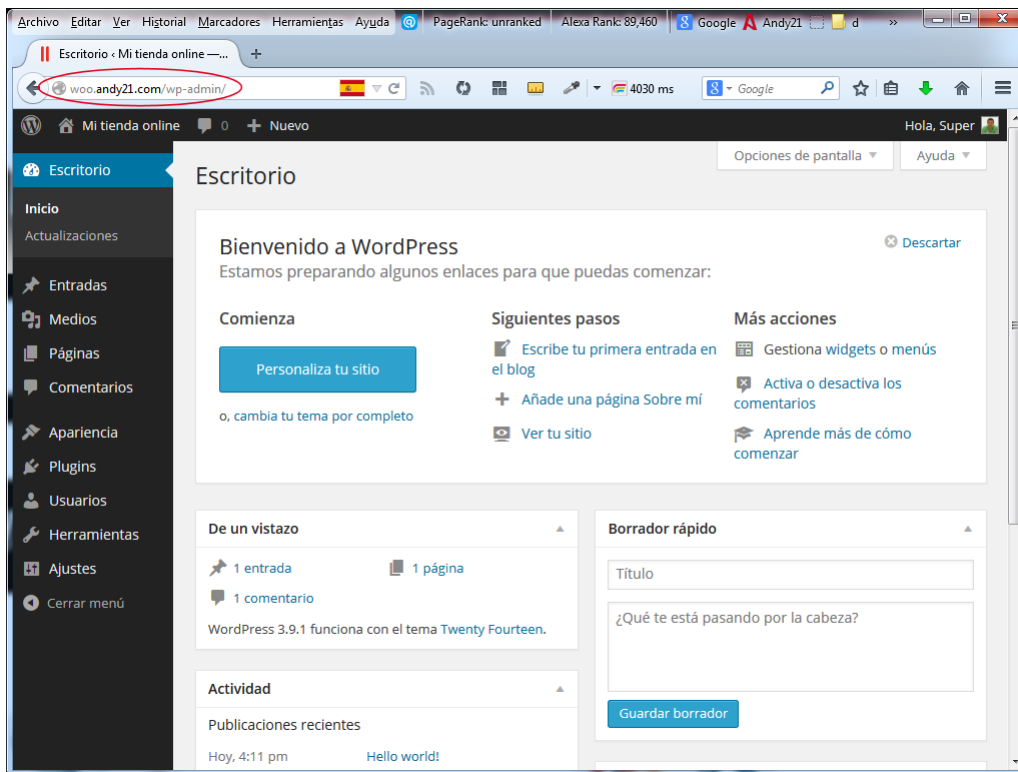 Archivo Editar Ver Historial Marcadores Herramientas Ayuda PageRank: unranked Alexa Rank: 89,460 Google Andy21 d »
Escritorio ‹ Mi tienda online —... +
woo.andy21.com/wp-admin/ 4030 ms Google
Mi tienda online 0 + Nuevo Hola, Super
Opciones de pantalla Ayuda
Escritorio
Inicio
Actualizaciones
Entradas
Medios
Páginas
Comentarios
Apariencia
Plugins
Usuarios
Herramientas
Ajustes
Cerrar menú
Escritorio
Bienvenido a WordPress
Descartar
Estamos preparando algunos enlaces para que puedas comenzar:
Comienza
Personaliza tu sitio
o, cambia tu tema por completo
Siguientes pasos
Escribe tu primera entrada en
el blog
Añade una página Sobre mí
Ver tu sitio
Más acciones
Gestiona widgets o menús
Activa o desactiva los
comentarios
Aprende más de cómo
comenzar
De un vistazo
1 entrada 1 página
1 comentario
WordPress 3.9.1 funciona con el tema Twenty Fourteen.
Actividad
Publicaciones recientes
Hoy, 4:11 pm Hello world!
Borrador rápido
Título
¿Qué te está pasando por la cabeza?
Guardar borrador